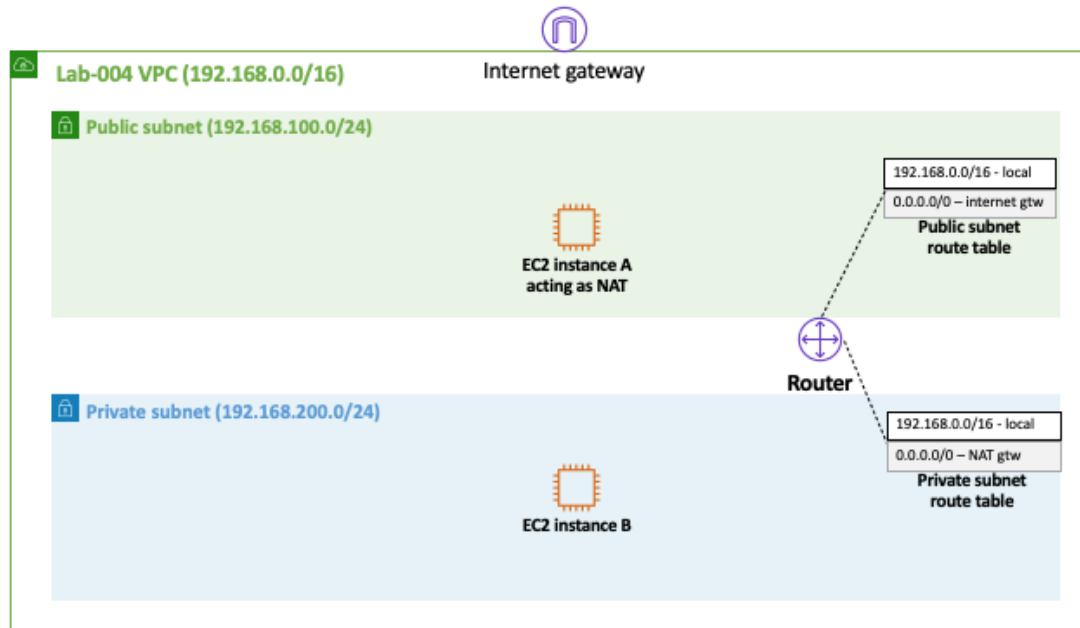 Internet gateway
Lab-004 VPC (192.168.0.0/16)
Public subnet (192.168.100.0/24)
192.168.0.0/16 - local
0.0.0.0/0 – internet gtw
Public subnet
route table
EC2 instance A
acting as NAT
Router
Private subnet (192.168.200.0/24)
192.168.0.0/16 - local
0.0.0.0/0 – NAT gtw
Private subnet
route table
EC2 instance B